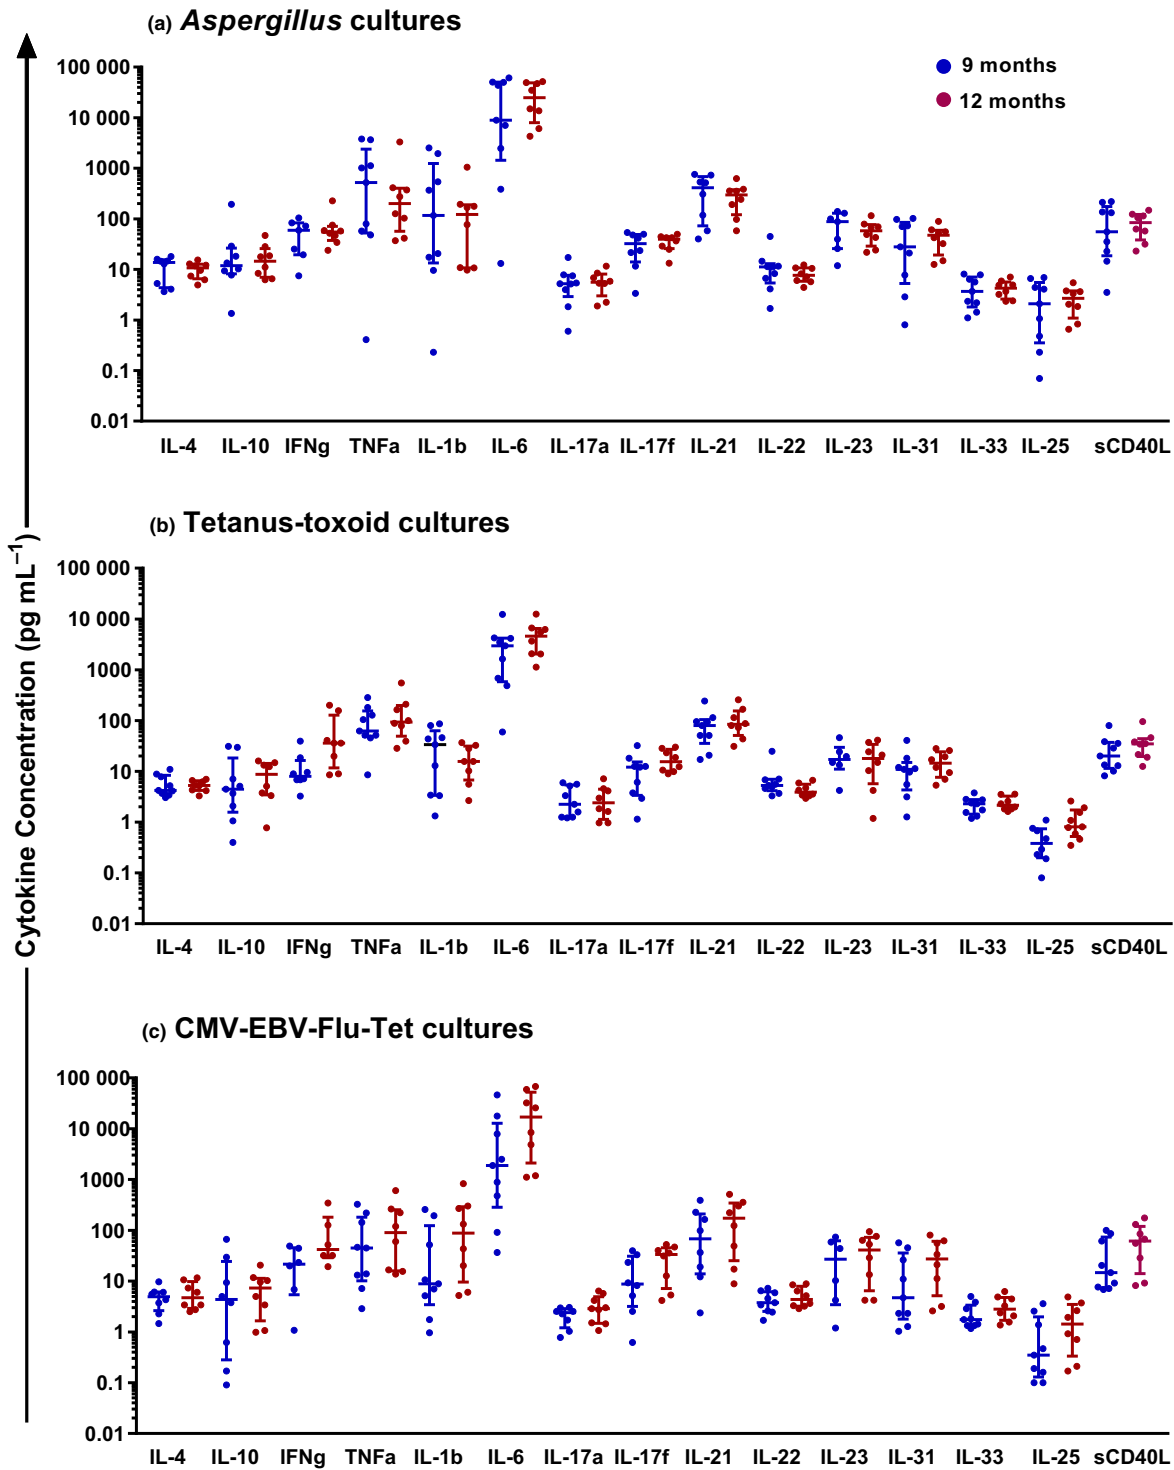 (a) Aspergillus cultures
9 months
12 months
100 000
10 000
1000
100
10
1
0.1
0.01
IL-4 IL-10 IFNg TNFa IL-1b IL-6 IL-17a IL-17f IL-21 IL-22 IL-23 IL-31 IL-33 IL-25 sCD40L
Cytokine Concentration (pg mL⁻¹)
(b) Tetanus-toxoid cultures
100 000
10 000
1000
100
10
1
0.1
0.01
IL-4 IL-10 IFNg TNFa IL-1b IL-6 IL-17a IL-17f IL-21 IL-22 IL-23 IL-31 IL-33 IL-25 sCD40L
(c) CMV-EBV-Flu-Tet cultures
100 000
10 000
1000
100
10
1
0.1
0.01
IL-4 IL-10 IFNg TNFa IL-1b IL-6 IL-17a IL-17f IL-21 IL-22 IL-23 IL-31 IL-33 IL-25 sCD40L